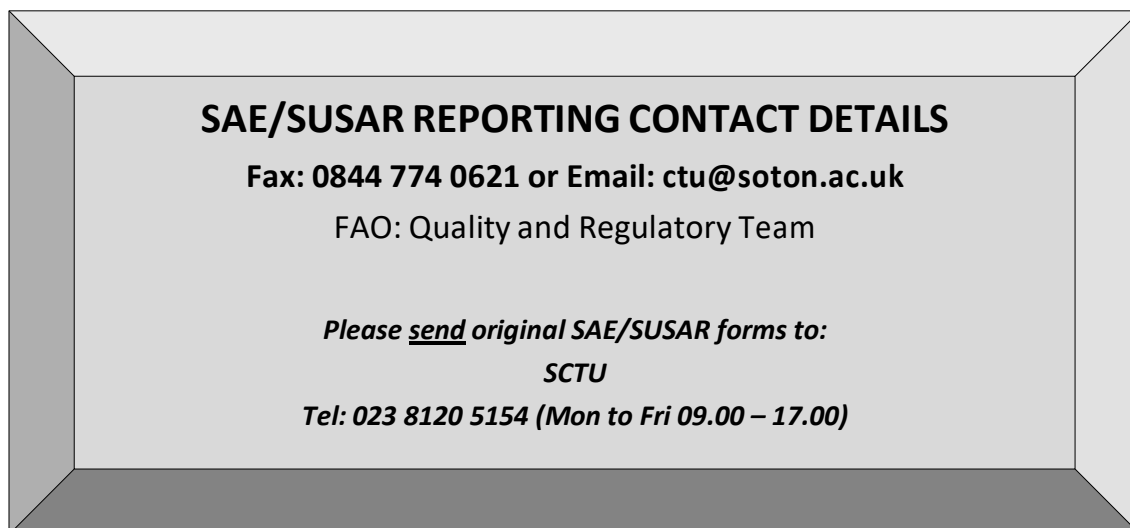 SAE/SUSAR REPORTING CONTACT DETAILS
Fax: 0844 774 0621 or Email: ctu@soton.ac.uk
FAO: Quality and Regulatory Team
Please send original SAE/SUSAR forms to:
SCTU
Tel: 023 8120 5154 (Mon to Fri 09.00 – 17.00)